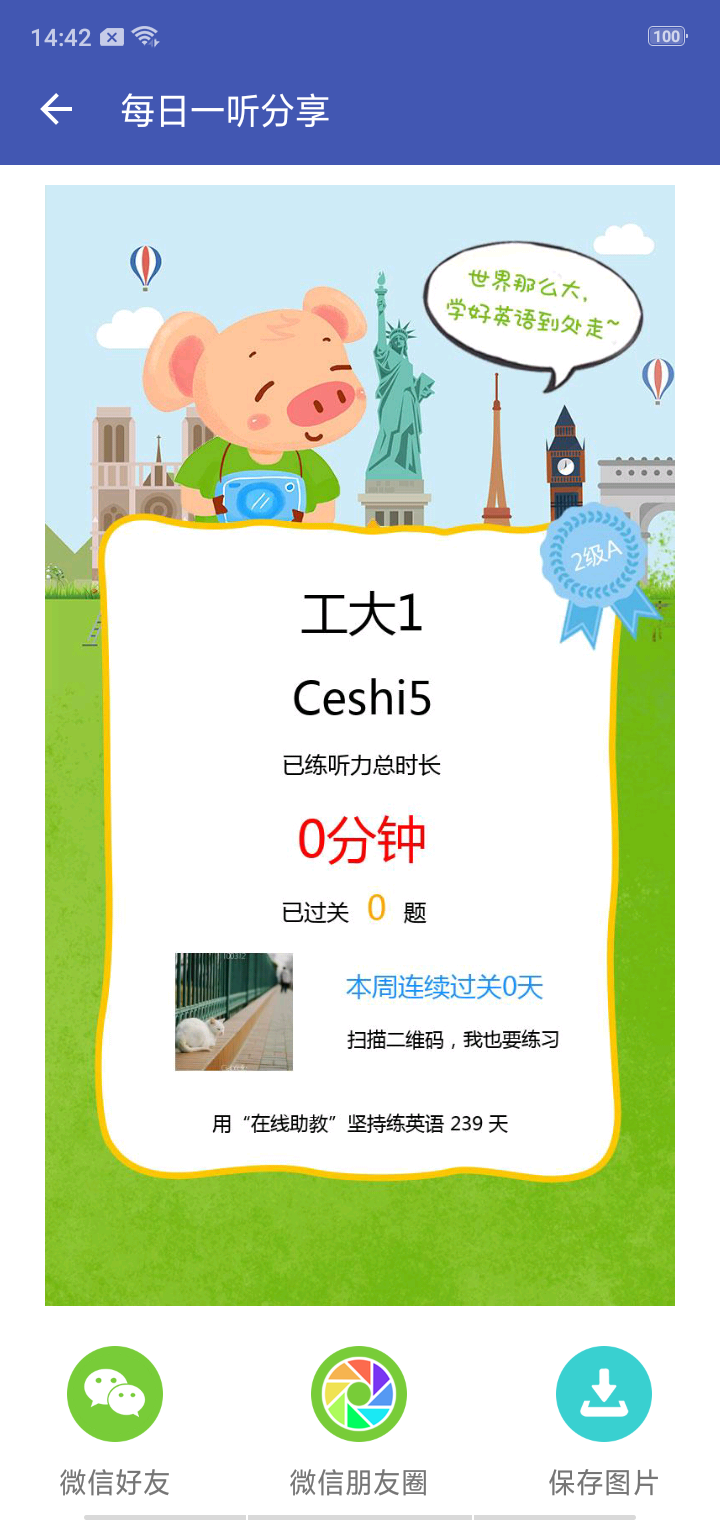 14:42
100
每日一听分享
世界那么大,
学好英语到处走~
2级A
工大1
Ceshi5
已练听力总时长
0分钟
已过关 0 题
本周连续过关0天
扫描二维码，我也要练习
用“在线助教”坚持练英语 239 天
微信好友
微信朋友圈
保存图片